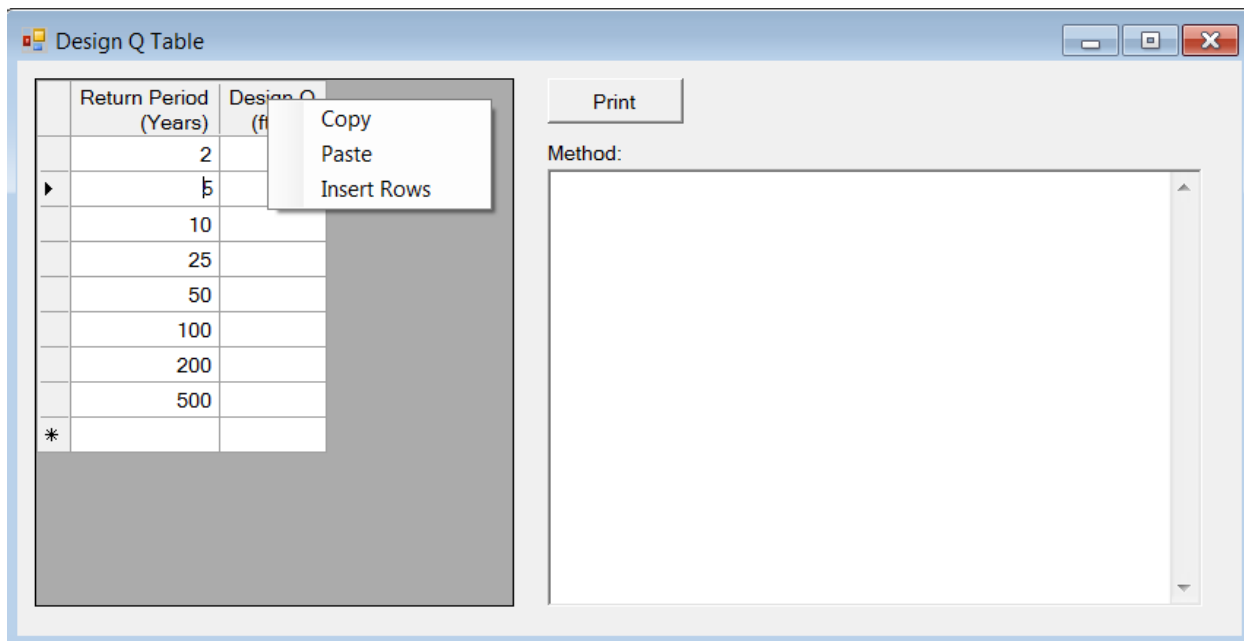 Design Q Table
Return Period Design Q
(Years) (f
2
5
10
25
50
100
200
500
*
Copy
Paste
Insert Rows
Print
Method: